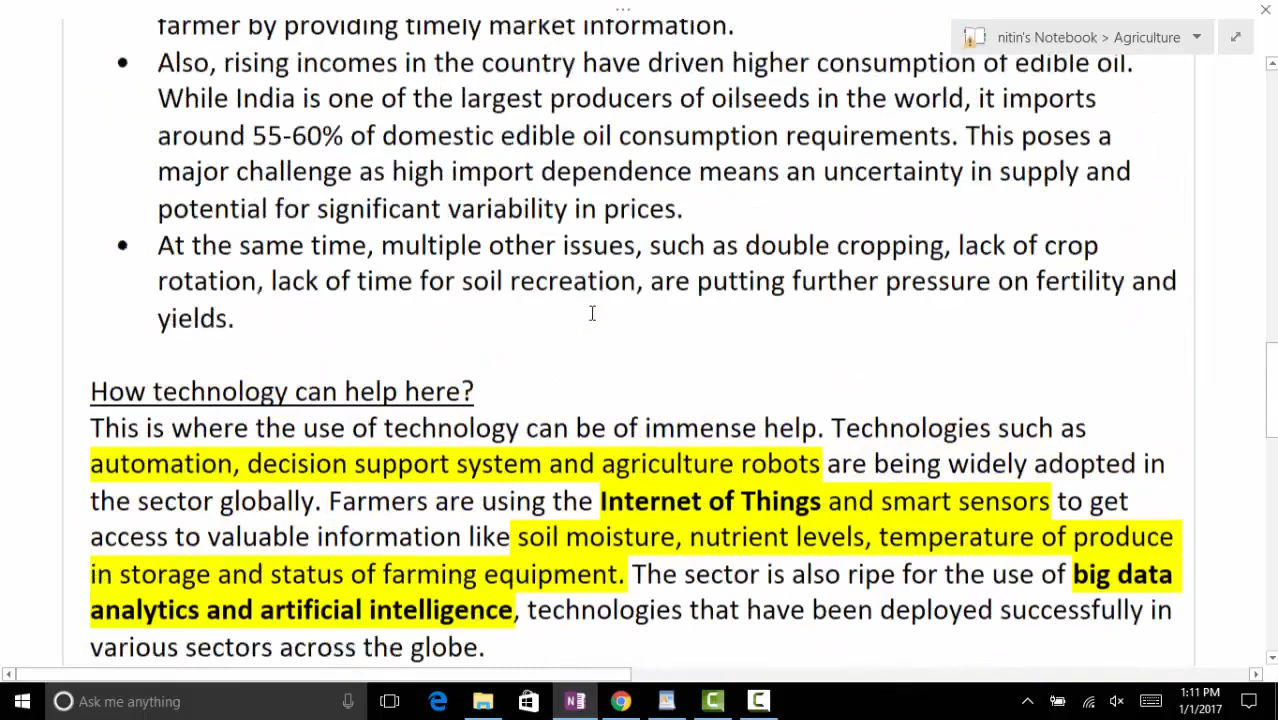 farmer by providing timely market information.
nitin's Notebook > Agriculture
• Also, rising incomes in the country have driven higher consumption of edible oil.
While India is one of the largest producers of oilseeds in the world, it imports
around 55-60% of domestic edible oil consumption requirements. This poses a
major challenge as high import dependence means an uncertainty in supply and
potential for significant variability in prices.
• At the same time, multiple other issues, such as double cropping, lack of crop
rotation, lack of time for soil recreation, are putting further pressure on fertility and
yields.
How technology can help here?
This is where the use of technology can be of immense help. Technologies such as
automation, decision support system and agriculture robots are being widely adopted in
the sector globally. Farmers are using the Internet of Things and smart sensors to get
access to valuable information like soil moisture, nutrient levels, temperature of produce
in storage and status of farming equipment. The sector is also ripe for the use of big data
analytics and artificial intelligence, technologies that have been deployed successfully in
various sectors across the globe.
Ask me anything
1:11 PM
1/1/2017